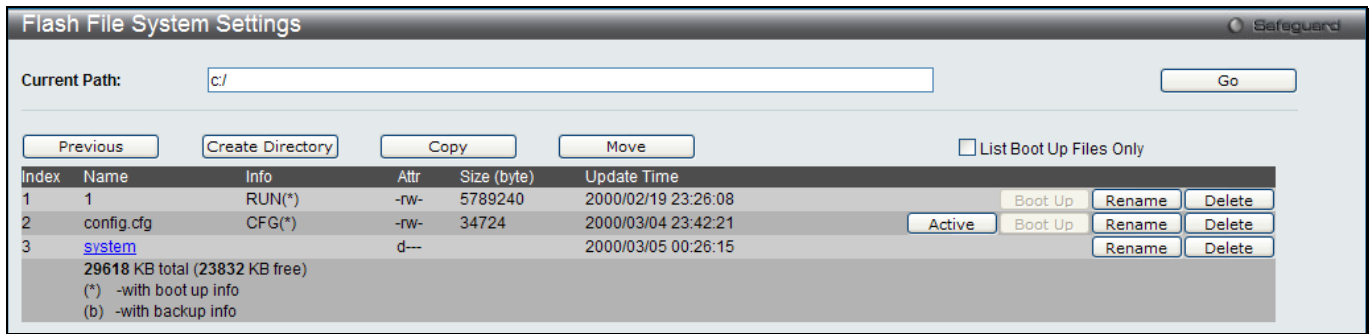 Flash File System Settings
Safeguard
Current Path: c:/ Go
Previous Create Directory Copy Move List Boot Up Files Only
Index Name Info Attr Size (byte) Update Time
1 1 RUN(*) -rw- 5789240 2000/02/19 23:26:08 Boot Up Rename Delete
2 config.cfg CFG(*) -rw- 34724 2000/03/04 23:42:21 Active Boot Up Rename Delete
3 system d--- 2000/03/05 00:26:15 Rename Delete
29618 KB total (23832 KB free)
(*) -with boot up info
(b) -with backup info